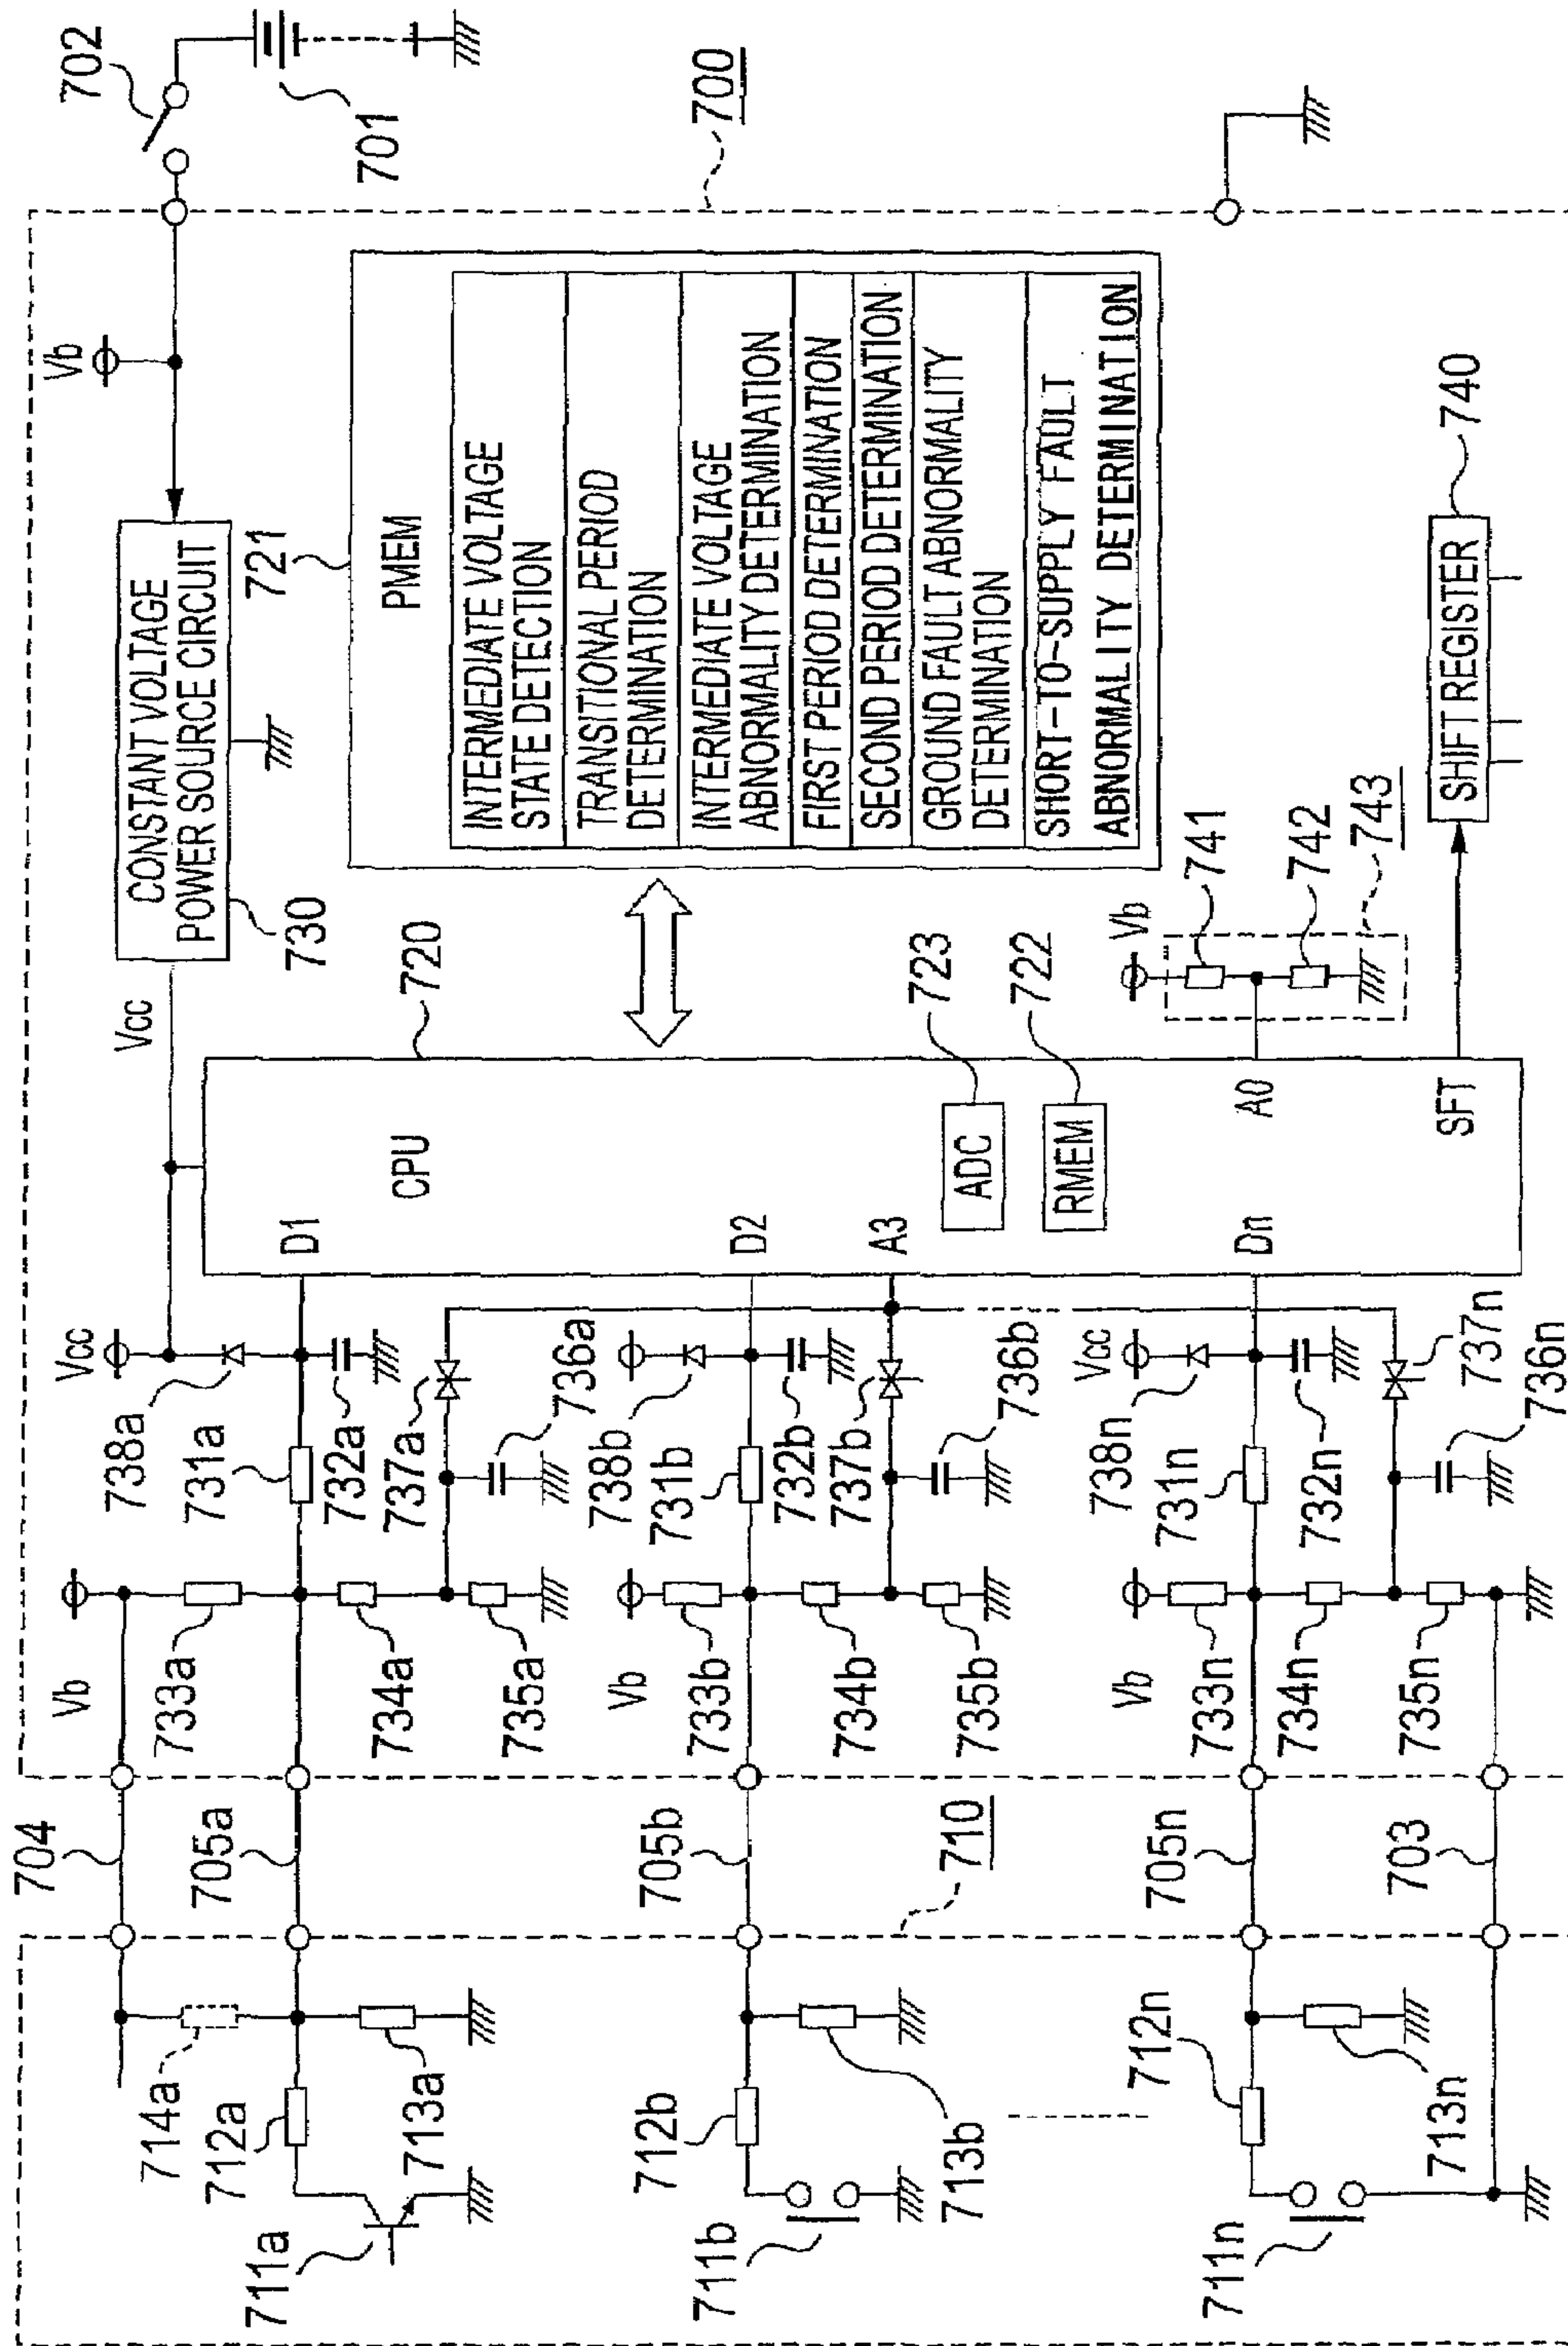 702
701
700
Vb
CONSTANT VOLTAGE
POWER SOURCE CIRCUIT
730
721
PMEM
INTERMEDIATE VOLTAGE
STATE DETECTION
TRANSITIONAL PERIOD
DETERMINATION
INTERMEDIATE VOLTAGE
ABNORMALITY DETERMINATION
FIRST PERIOD DETERMINATION
SECOND PERIOD DETERMINATION
GROUND FAULT ABNORMALITY
DETERMINATION
SHORT-TO-SUPPLY FAULT
ABNORMALITY DETERMINATION
Vcc
720
723
722
Vb
741
742
743
740
SHIFT REGISTER
CPU
ADC
RMEM
A0
SFT
D1
D2
A3
Dn
Vcc
738a
731a
732a
737a
736a
738b
731b
732b
737b
736b
Vcc
738n
731n
732n
737n
736n
Vb
733a
734a
735a
Vb
733b
734b
735b
Vb
733n
734n
735n
704
705a
705b
710
705n
703
714a
712a
713a
711a
712b
713b
711b
712n
713n
711n